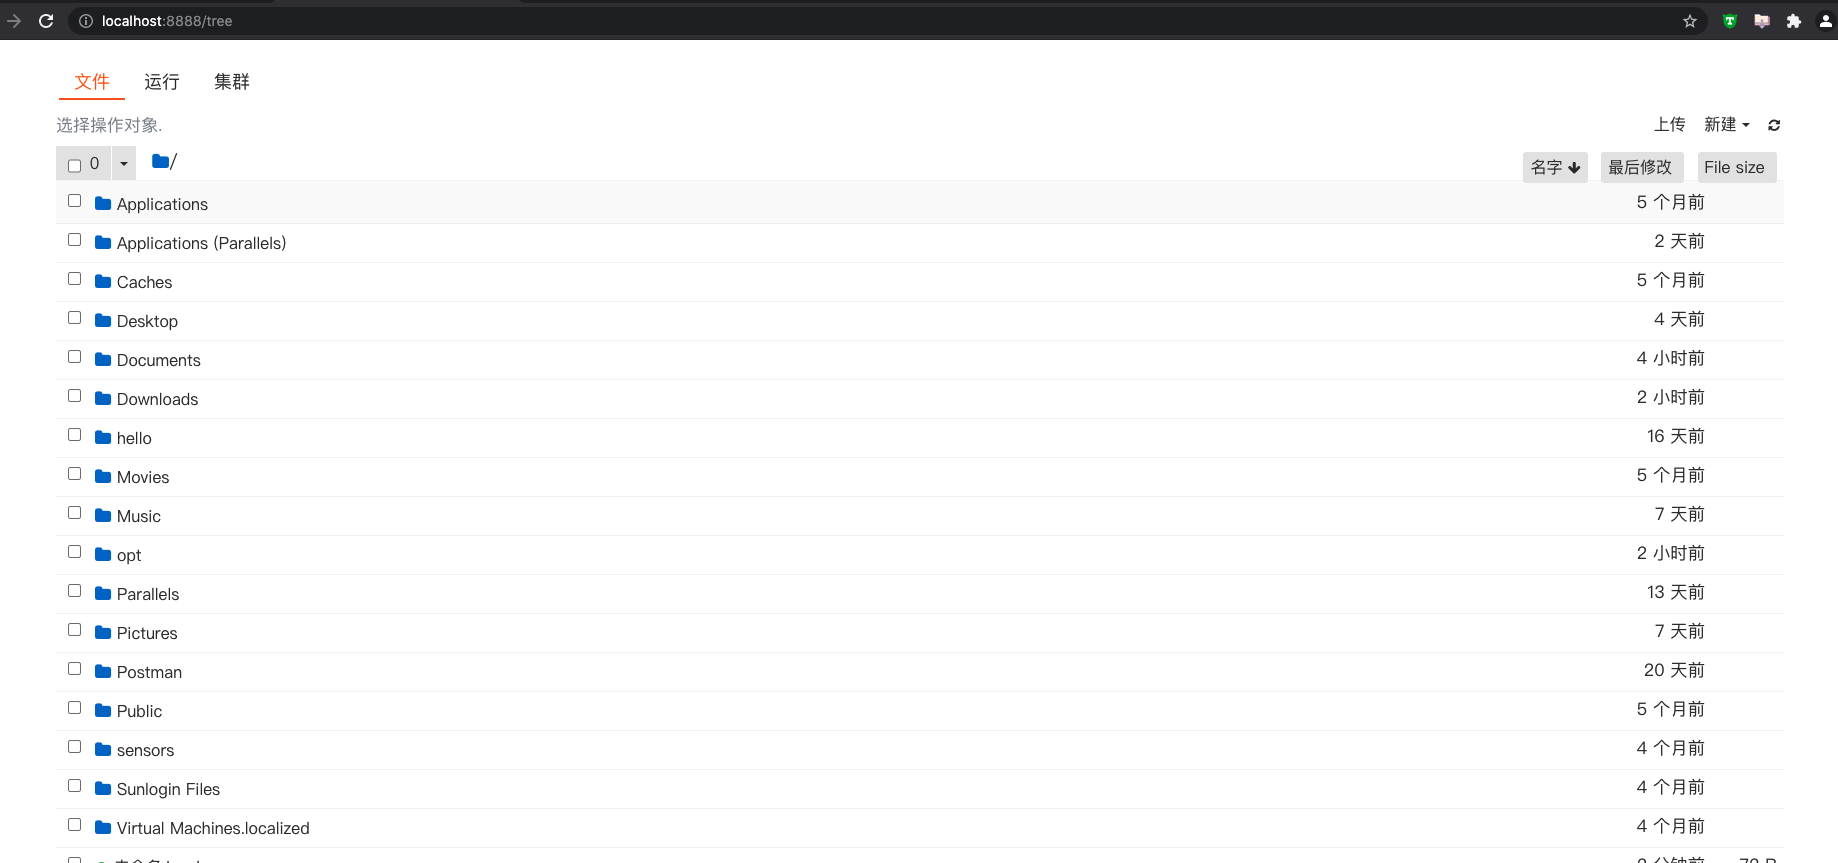 localhost:8888/tree
文件 运行 集群
选择操作对象. 上传 新建
0 / 名字 最后修改 File size
Applications 5 个月前
Applications (Parallels) 2 天前
Caches 5 个月前
Desktop 4 天前
Documents 4 小时前
Downloads 2 小时前
hello 16 天前
Movies 5 个月前
Music 7 天前
opt 2 小时前
Parallels 13 天前
Pictures 7 天前
Postman 20 天前
Public 5 个月前
sensors 4 个月前
Sunlogin Files 4 个月前
Virtual Machines.localized 4 个月前